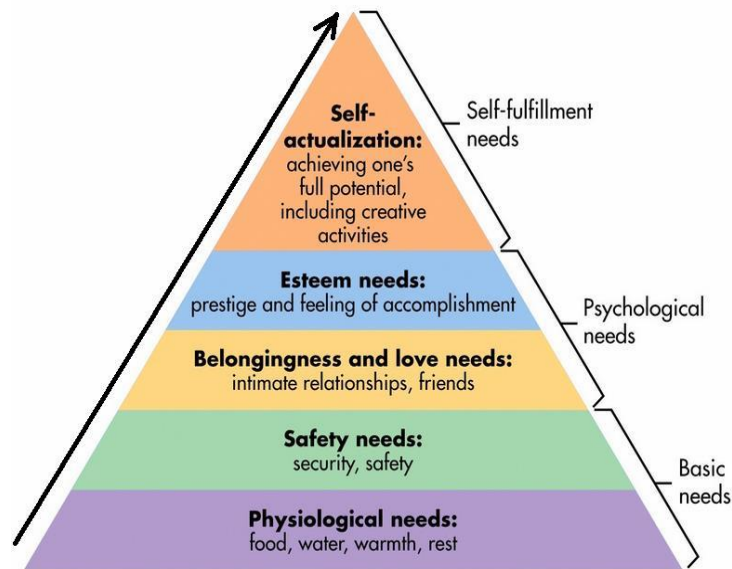 Self-
actualization:
achieving one's
full potential,
including creative
activities
Self-fulfillment
needs
Esteem needs:
prestige and feeling of accomplishment
Psychological
needs
Belongingness and love needs:
intimate relationships, friends
Safety needs:
security, safety
Basic
needs
Physiological needs:
food, water, warmth, rest